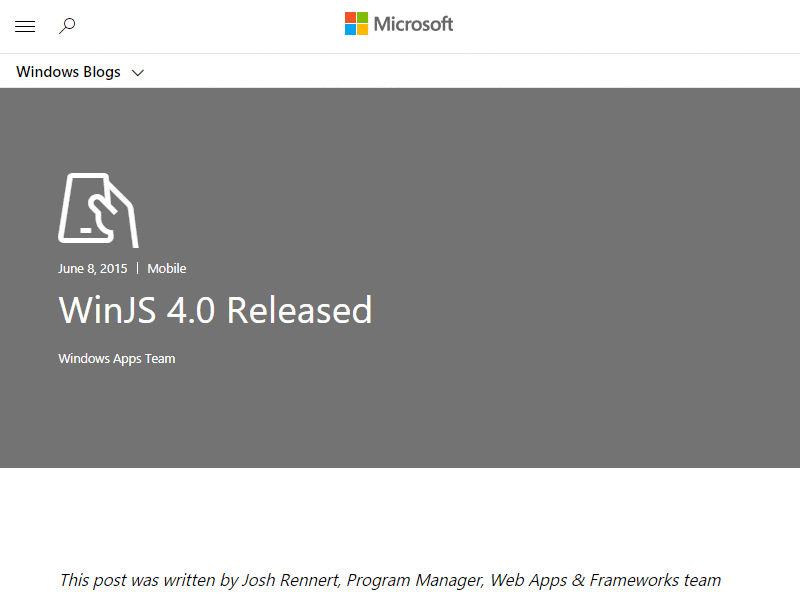 Microsoft
Windows Blogs
June 8, 2015 | Mobile
WinJS 4.0 Released
Windows Apps Team
This post was written by Josh Rennert, Program Manager, Web Apps & Frameworks team